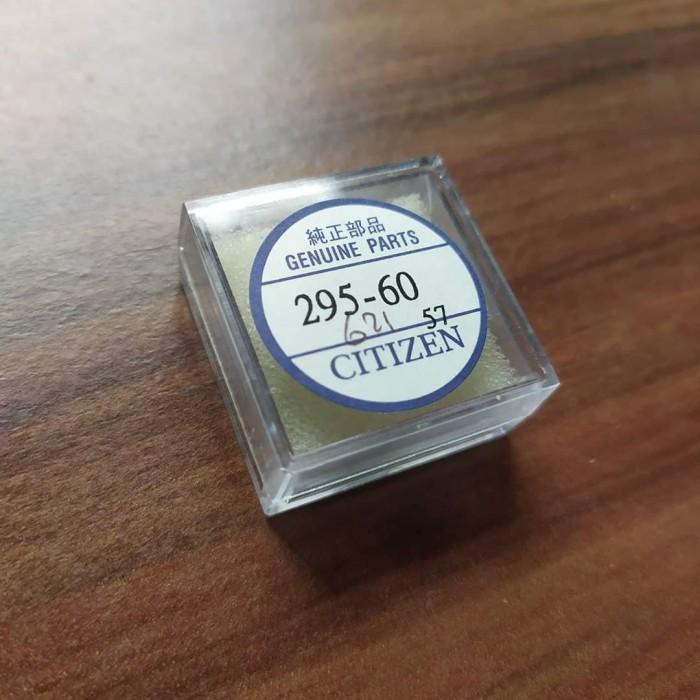 純正部品
GENUINE PARTS
295-60
621
57
CITIZEN